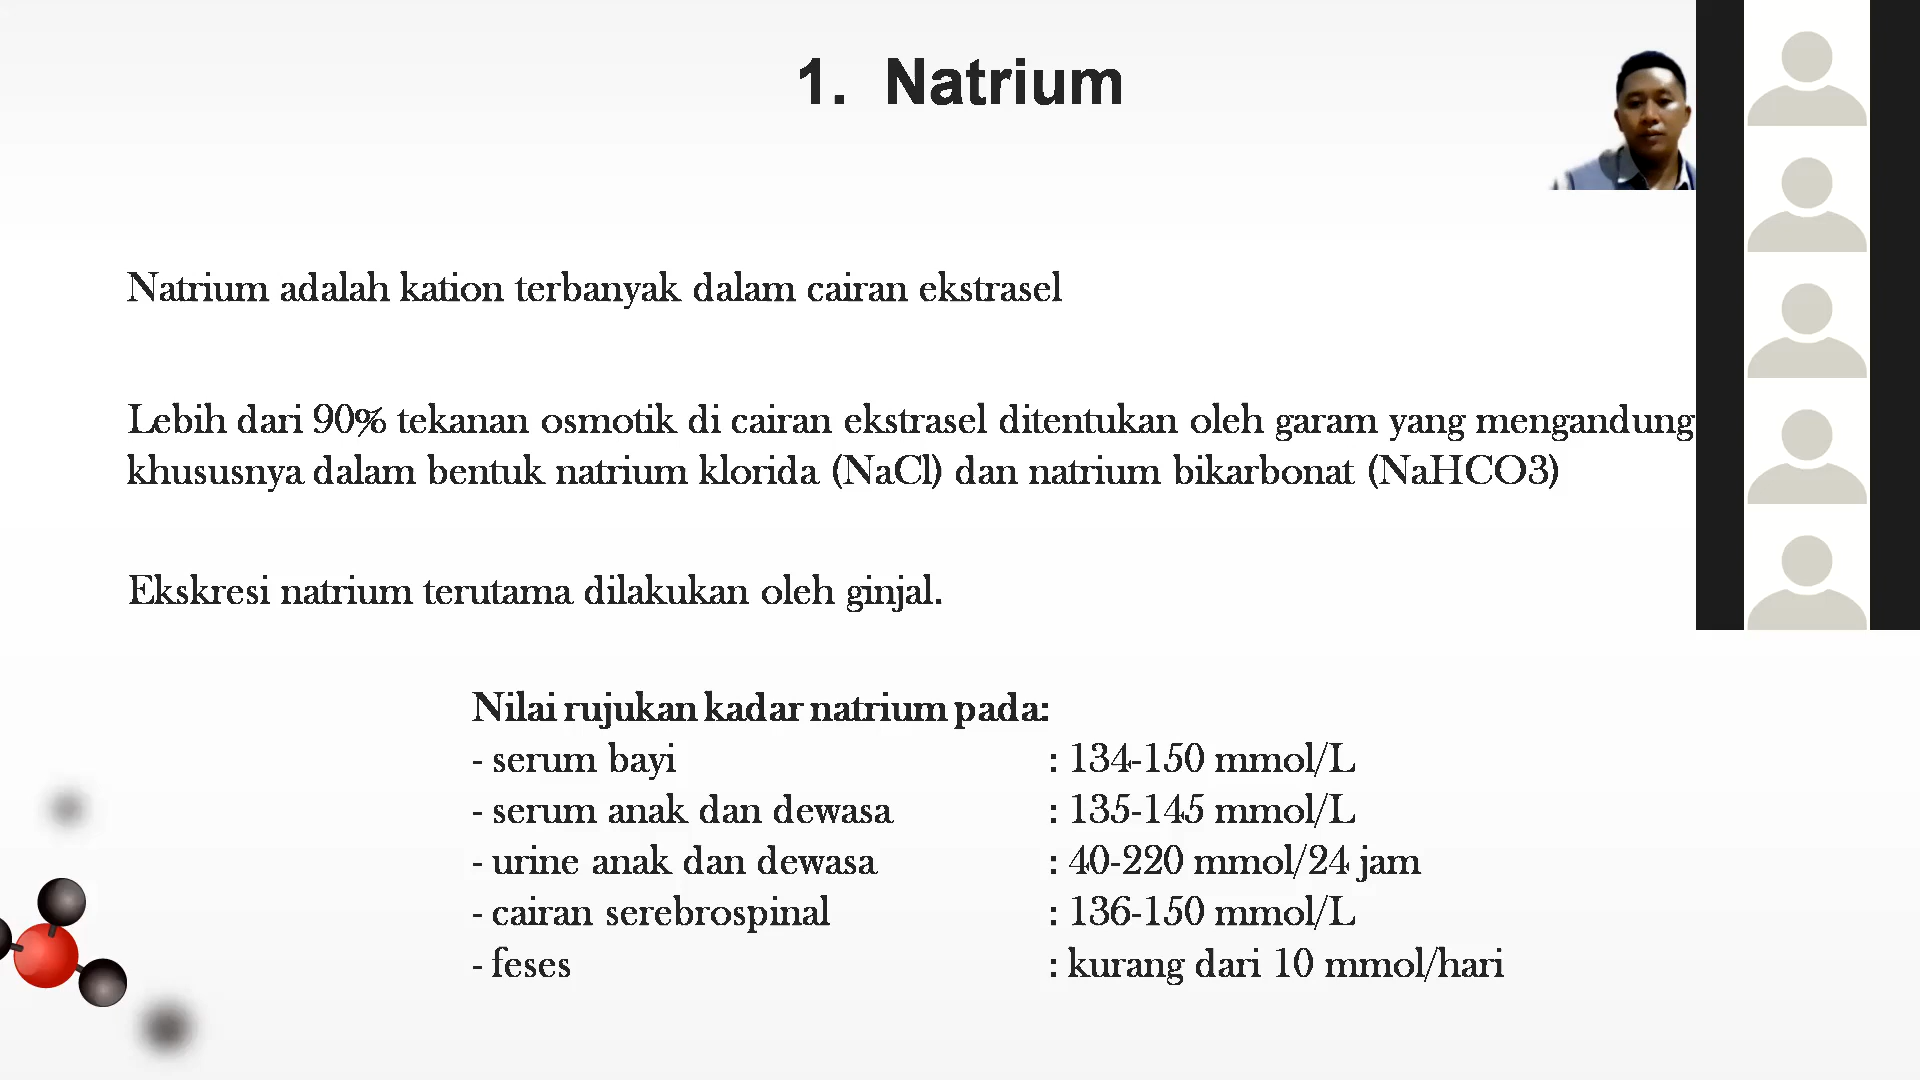 1. Natrium
Natrium adalah kation terbanyak dalam cairan ekstrasel
Lebih dari 90% tekanan osmotik di cairan ekstrasel ditentukan oleh garam yang mengandung
khususnya dalam bentuk natrium klorida (NaCl) dan natrium bikarbonat (NaHCO3)
Ekskresi natrium terutama dilakukan oleh ginjal.
Nilai rujukan kadar natrium pada:
- serum bayi : 134-150 mmol/L
- serum anak dan dewasa : 135-145 mmol/L
- urine anak dan dewasa : 40-220 mmol/24 jam
- cairan serebrospinal : 136-150 mmol/L
- feses : kurang dari 10 mmol/hari